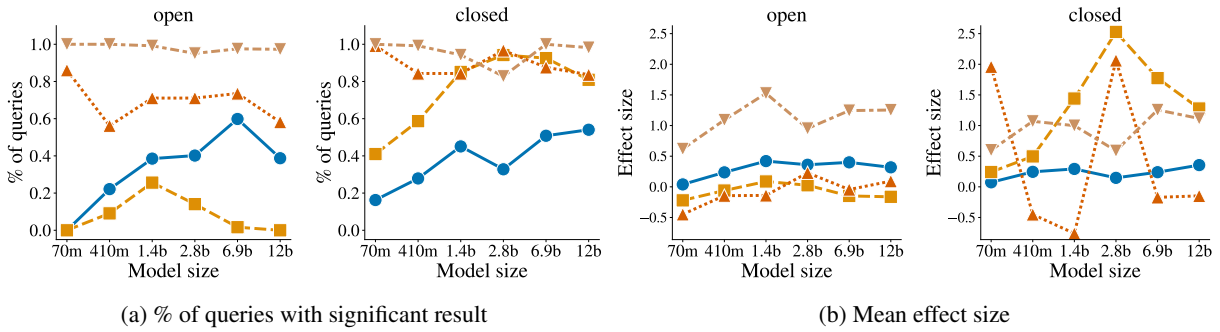 open
closed
open
closed
% of queries
1.0
0.8
0.6
0.4
0.2
0.0
70m 410m 1.4b 2.8b 6.9b 12b
Model size
% of queries
1.0
0.8
0.6
0.4
0.2
0.0
70m 410m 1.4b 2.8b 6.9b 12b
Model size
Effect size
2.5
2.0
1.5
1.0
0.5
0.0
−0.5
70m 410m 1.4b 2.8b 6.9b 12b
Model size
Effect size
2.5
2.0
1.5
1.0
0.5
0.0
−0.5
70m 410m 1.4b 2.8b 6.9b 12b
Model size
(a) % of queries with significant result
(b) Mean effect size